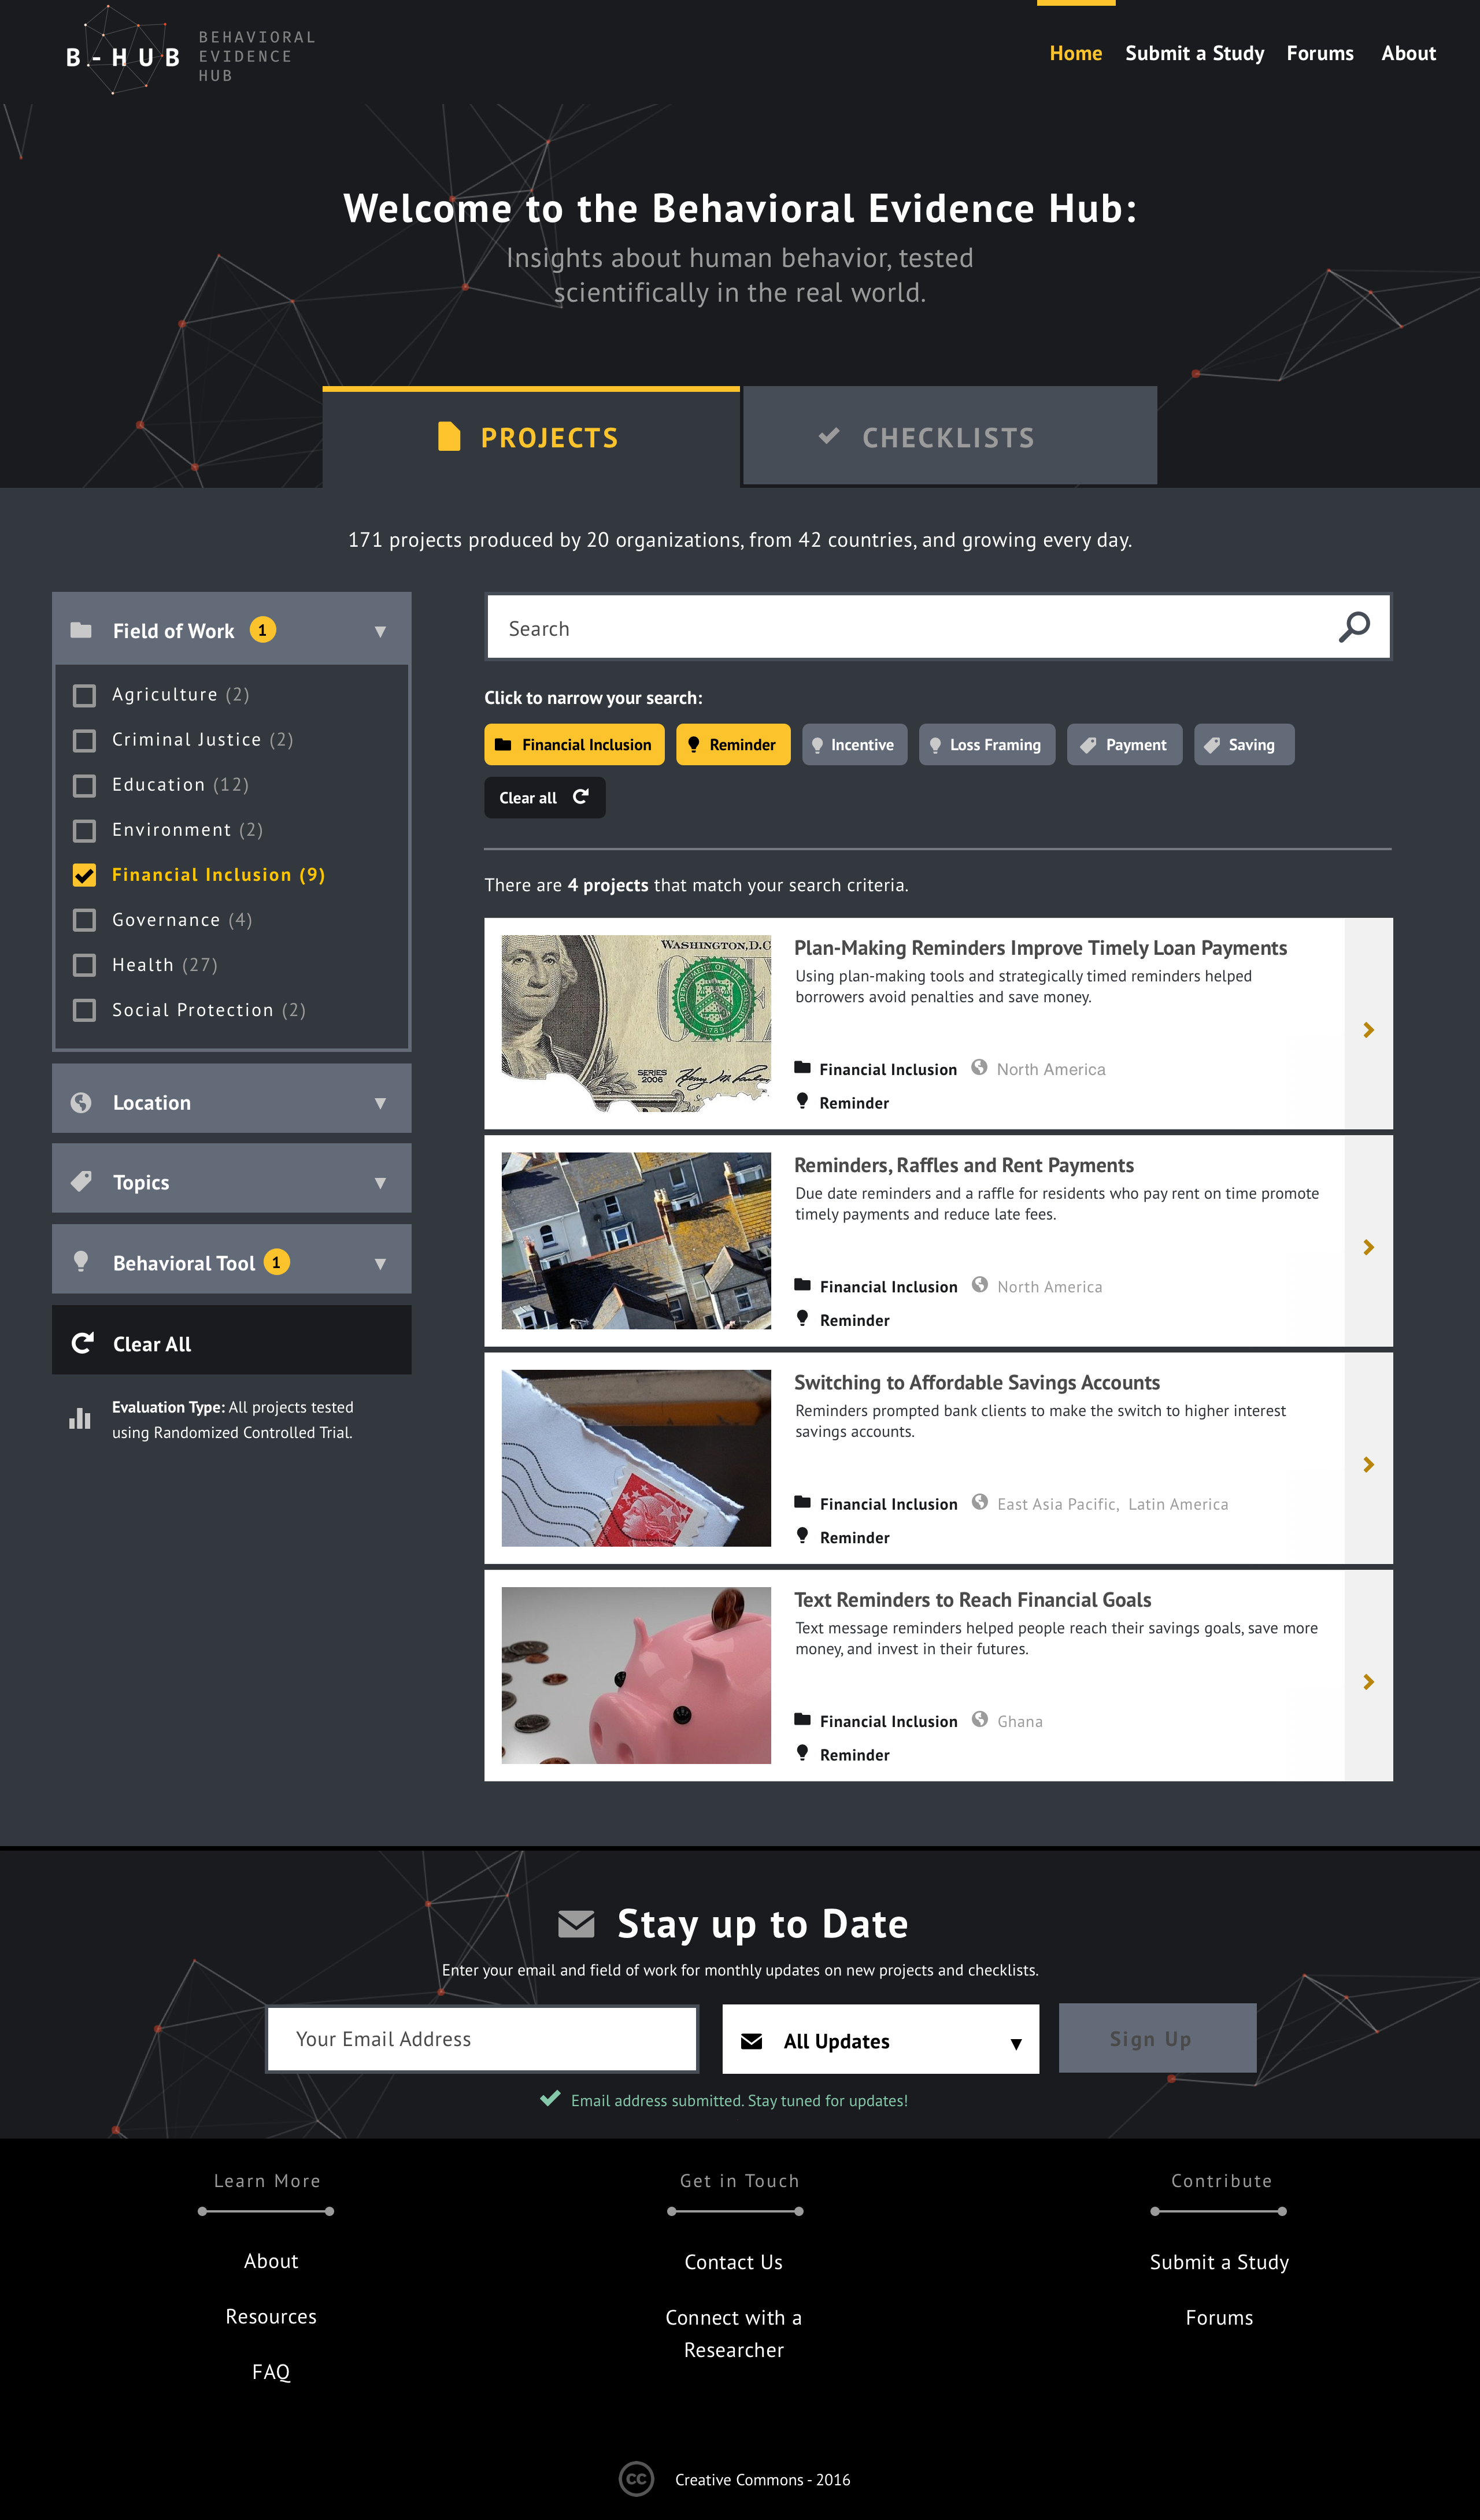 B-HUB
BEHAVIORAL
EVIDENCE
HUB
Home
Submit a Study
Forums
About
Welcome to the Behavioral Evidence Hub:
Insights about human behavior, tested
scientifically in the real world.
PROJECTS
CHECKLISTS
171 projects produced by 20 organizations, from 42 countries, and growing every day.
Field of Work 1
Agriculture (2)
Criminal Justice (2)
Education (12)
Environment (2)
Financial Inclusion (9)
Governance (4)
Health (27)
Social Protection (2)
Location
Topics
Behavioral Tool 1
Clear All
Evaluation Type: All projects tested
using Randomized Controlled Trial.
Search
Click to narrow your search:
Financial Inclusion
Reminder
Incentive
Loss Framing
Payment
Saving
Clear all
There are 4 projects that match your search criteria.
WASHINGTON, D.C
SERIES
2006
Plan-Making Reminders Improve Timely Loan Payments
Using plan-making tools and strategically timed reminders helped
borrowers avoid penalties and save money.
Financial Inclusion
North America
Reminder
Reminders, Raffles and Rent Payments
Due date reminders and a raffle for residents who pay rent on time promote
timely payments and reduce late fees.
Financial Inclusion
North America
Reminder
Switching to Affordable Savings Accounts
Reminders prompted bank clients to make the switch to higher interest
savings accounts.
Financial Inclusion
East Asia Pacific, Latin America
Reminder
Text Reminders to Reach Financial Goals
Text message reminders helped people reach their savings goals, save more
money, and invest in their futures.
Financial Inclusion
Ghana
Reminder
Stay up to Date
Enter your email and field of work for monthly updates on new projects and checklists.
Your Email Address
All Updates
Sign Up
Email address submitted. Stay tuned for updates!
Learn More
About
Resources
FAQ
Get in Touch
Contact Us
Connect with a
Researcher
Contribute
Submit a Study
Forums
cc
Creative Commons - 2016